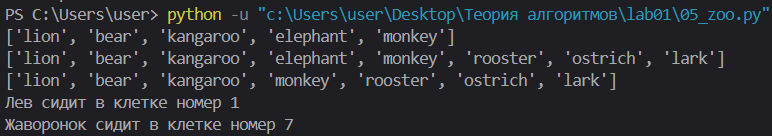 PS C:\Users\user> python -u "c:\Users\user\Desktop\Теория алгоритмов\lab01\05_zoo.py"
['lion', 'bear', 'kangaroo', 'elephant', 'monkey']
['lion', 'bear', 'kangaroo', 'elephant', 'monkey', 'rooster', 'ostrich', 'lark']
['lion', 'bear', 'kangaroo', 'monkey', 'rooster', 'ostrich', 'lark']
Лев сидит в клетке номер 1
Жаворонок сидит в клетке номер 7